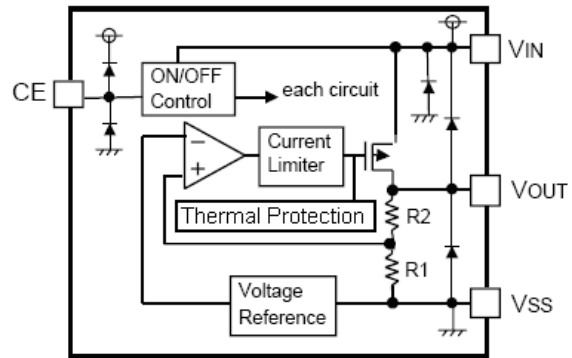 VIN
ON/OFF
Control
CE
each circuit
−
+
Current
Limiter
Thermal Protection
VOUT
R2
R1
Voltage
Reference
VSS